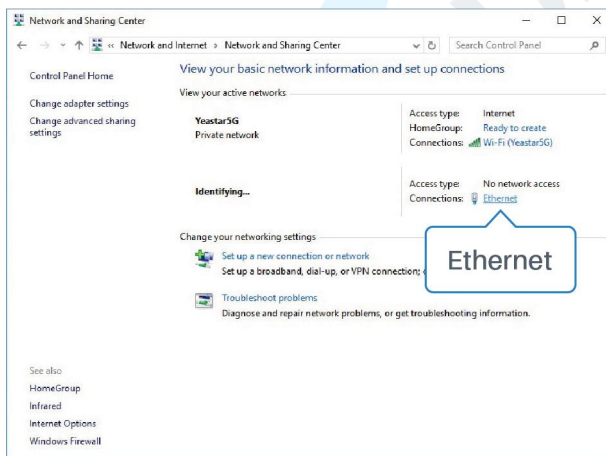 Network and Sharing Center
« Network and Internet > Network and Sharing Center
Search Control Panel
Control Panel Home
Change adapter settings
Change advanced sharing
settings
View your basic network information and set up connections
View your active networks
Yeastar5G
Private network
Access type: Internet
HomeGroup: Ready to create
Connections: Wi-Fi (Yeastar5G)
Identifying...
Access type: No network access
Connections: Ethernet
Ethernet
Change your networking settings
Set up a new connection or network
Set up a broadband, dial-up, or VPN connection;
Troubleshoot problems
Diagnose and repair network problems, or get troubleshooting information.
See also
HomeGroup
Infrared
Internet Options
Windows Firewall